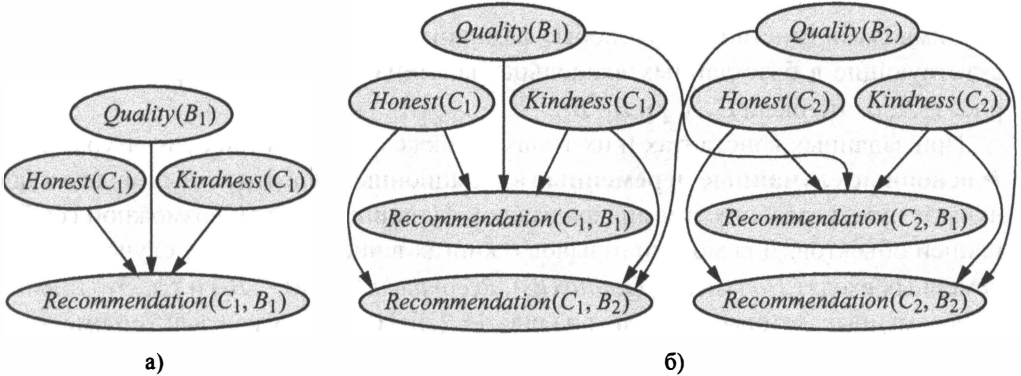 Quality(B₁)
Honest(C₁) Kindness(C₁)
Recommendation(C₁, B₁)
а)
Quality(B₁) Quality(B₂)
Honest(C₁) Kindness(C₁) Honest(C₂) Kindness(C₂)
Recommendation(C₁, B₁) Recommendation(C₂, B₁)
Recommendation(C₁, B₂) Recommendation(C₂, B₂)
б)